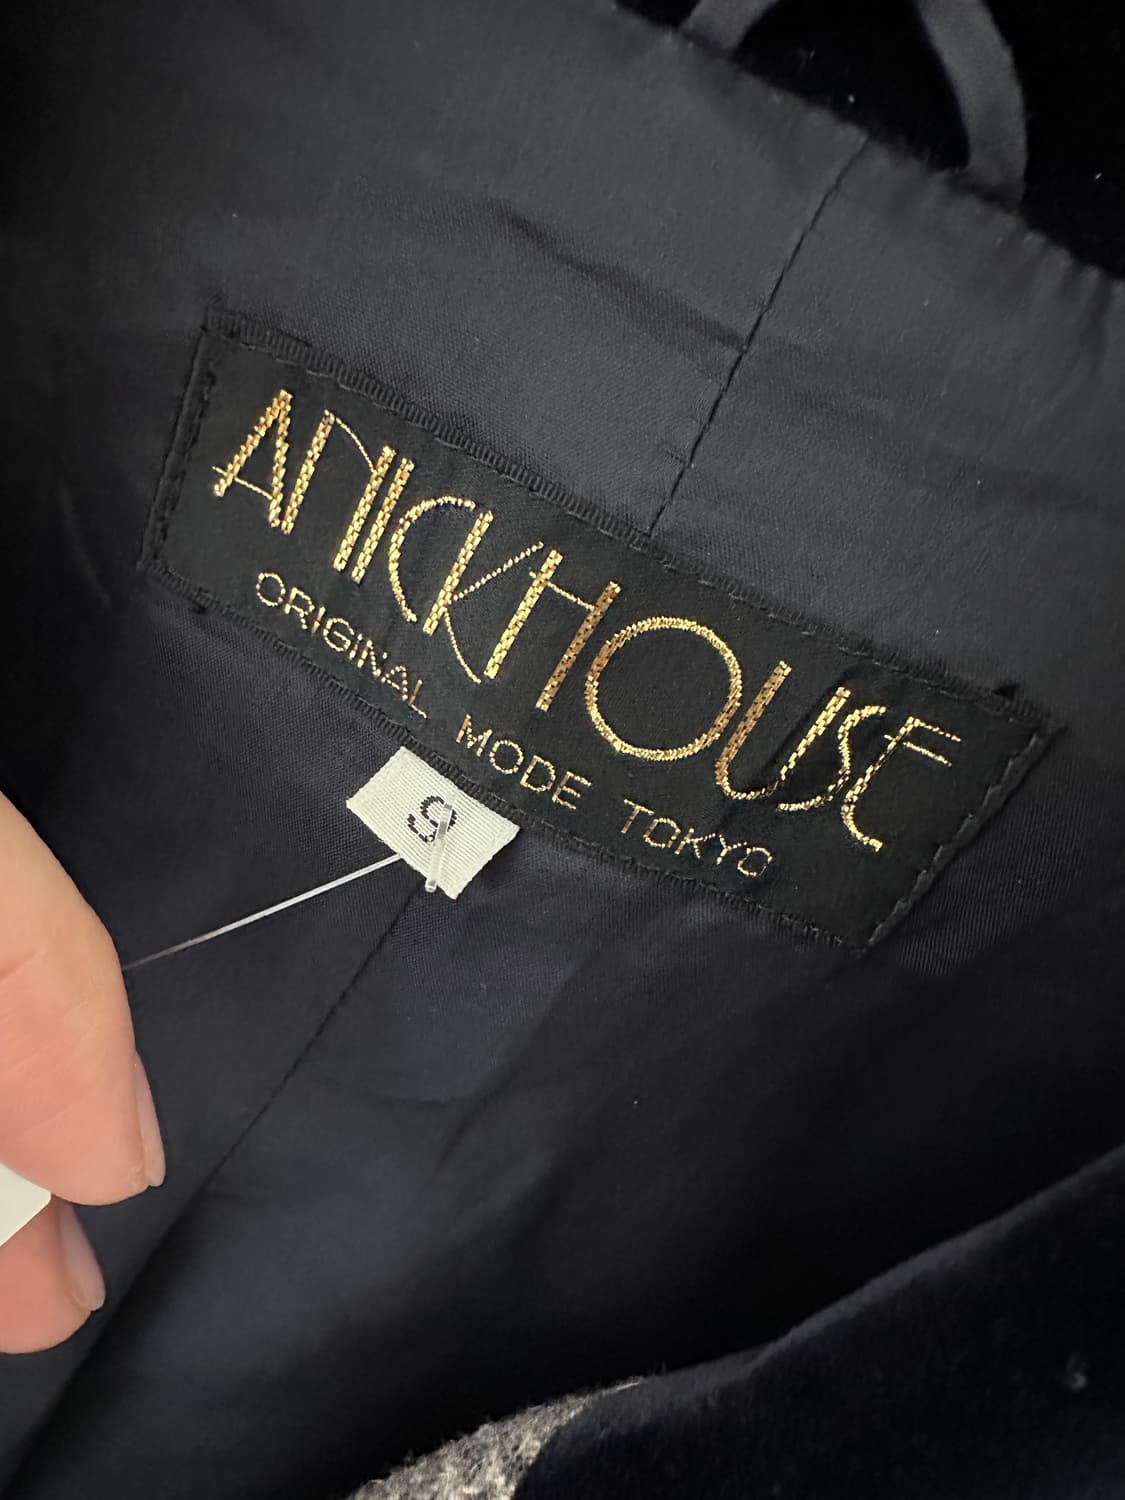 ANICKHOUSE
ORIGINAL MODE TOKYO
9